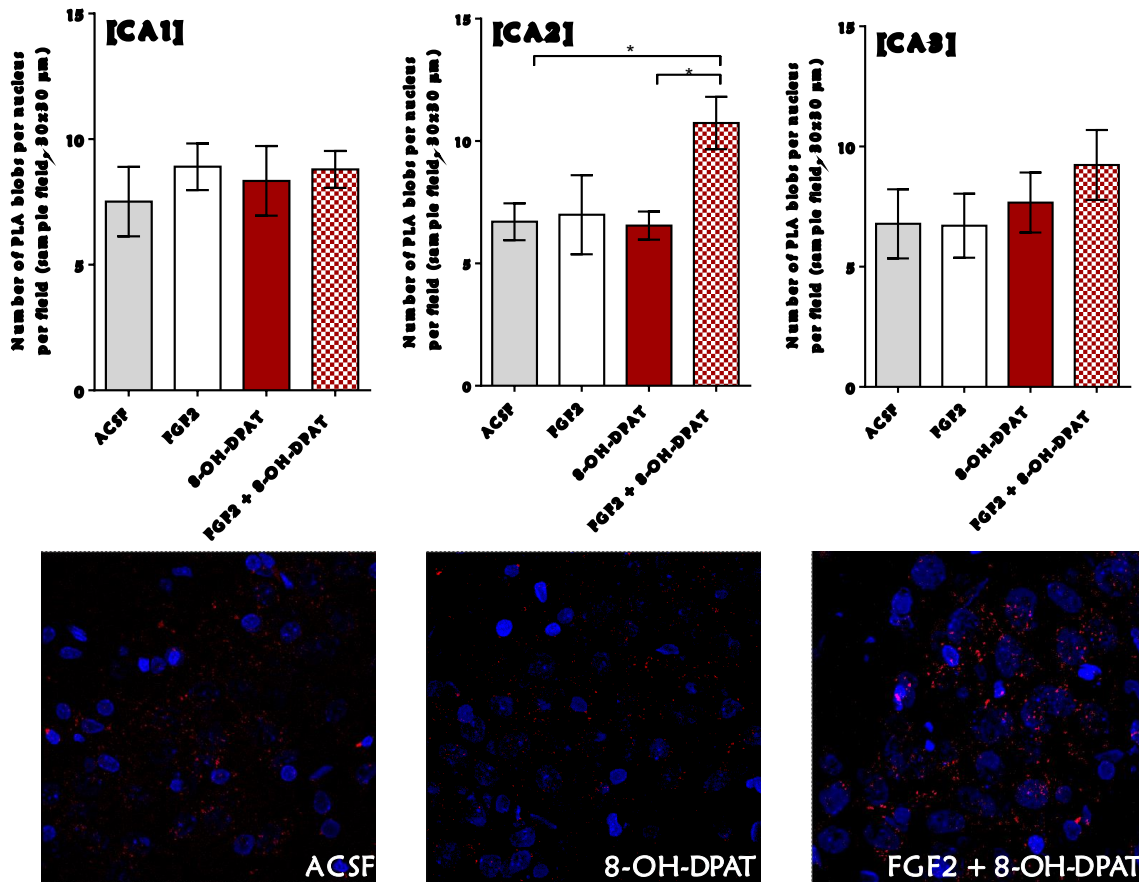 [CA1]
Number of PLA blobs per nucleus
per field (sample field, 30x30 µm)
15
10
5
0
ACSF
FGF2
8-OH-DPAT
FGF2 + 8-OH-DPAT
[CA2]
Number of PLA blobs per nucleus
per field (sample field, 30x30 µm)
15
10
5
0
*
*
ACSF
FGF2
8-OH-DPAT
FGF2 + 8-OH-DPAT
[CA3]
Number of PLA blobs per nucleus
per field (sample field, 30x30 µm)
15
10
5
0
ACSF
FGF2
8-OH-DPAT
FGF2 + 8-OH-DPAT
ACSF
8-OH-DPAT
FGF2 + 8-OH-DPAT